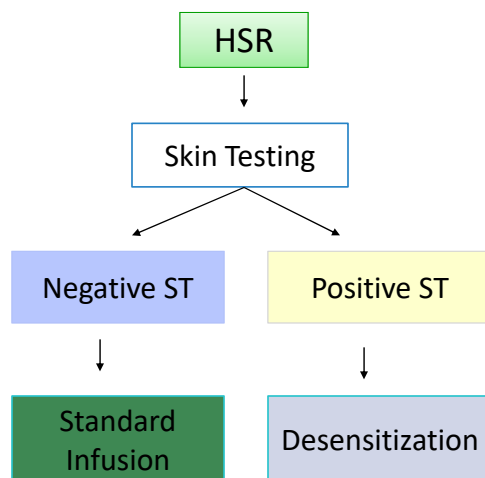 HSR
Skin Testing
Negative ST
Positive ST
Standard
Infusion
Desensitization